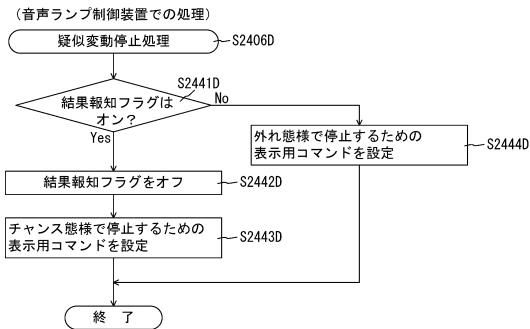 (音声ランプ制御装置での処理)
疑似変動停止処理
S2406D
S2441D
結果報知フラグは
オン?
No
Yes
外れ態様で停止するための
表示用コマンドを設定
S2444D
結果報知フラグをオフ
S2442D
チャンス態様で停止するための
表示用コマンドを設定
S2443D
終 了